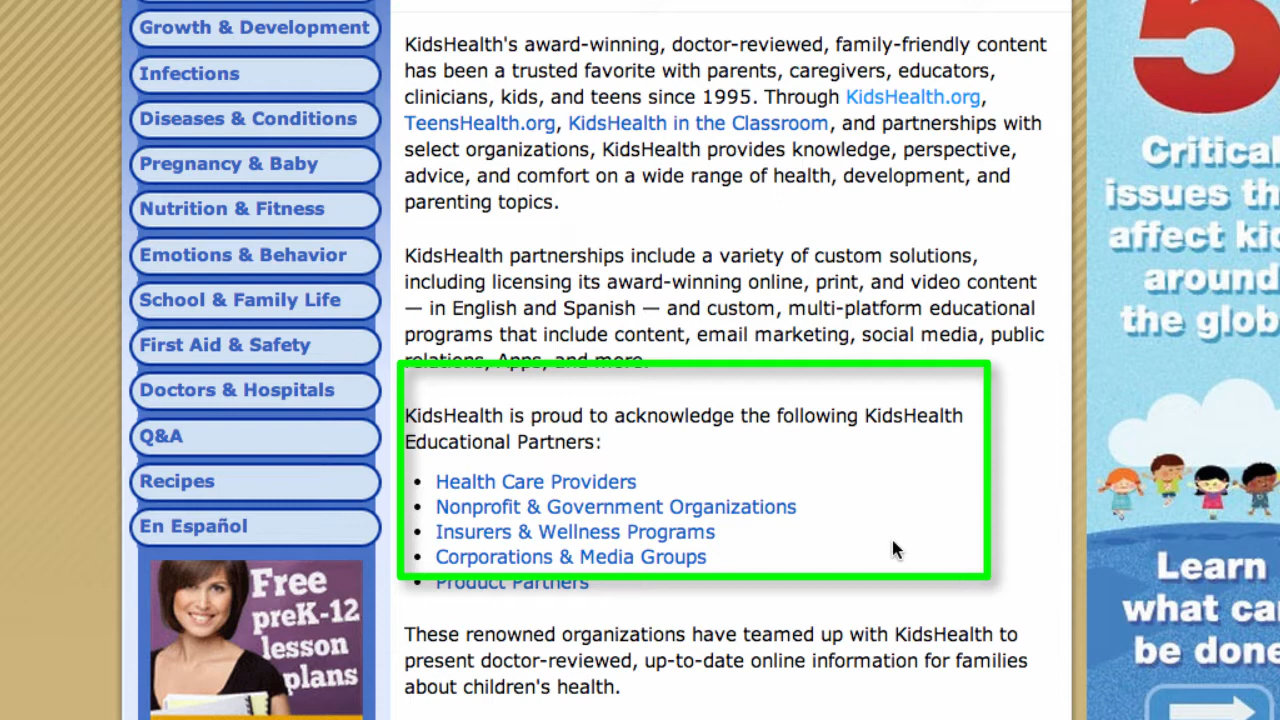 Growth & Development
Infections
Diseases & Conditions
Pregnancy & Baby
Nutrition & Fitness
Emotions & Behavior
School & Family Life
First Aid & Safety
Doctors & Hospitals
Q&A
Recipes
En Español
Free
preK-12
lesson
plans
KidsHealth's award-winning, doctor-reviewed, family-friendly content
has been a trusted favorite with parents, caregivers, educators,
clinicians, kids, and teens since 1995. Through KidsHealth.org,
TeensHealth.org, KidsHealth in the Classroom, and partnerships with
select organizations, KidsHealth provides knowledge, perspective,
advice, and comfort on a wide range of health, development, and
parenting topics.
KidsHealth partnerships include a variety of custom solutions,
including licensing its award-winning online, print, and video content
— in English and Spanish — and custom, multi-platform educational
programs that include content, email marketing, social media, public
relations, Apps, and more.
KidsHealth is proud to acknowledge the following KidsHealth
Educational Partners:
• Health Care Providers
• Nonprofit & Government Organizations
• Insurers & Wellness Programs
• Corporations & Media Groups
• Product Partners
These renowned organizations have teamed up with KidsHealth to
present doctor-reviewed, up-to-date online information for families
about children's health.
5
Critical
issues th
affect kid
around
the glob
Learn
what ca
be done